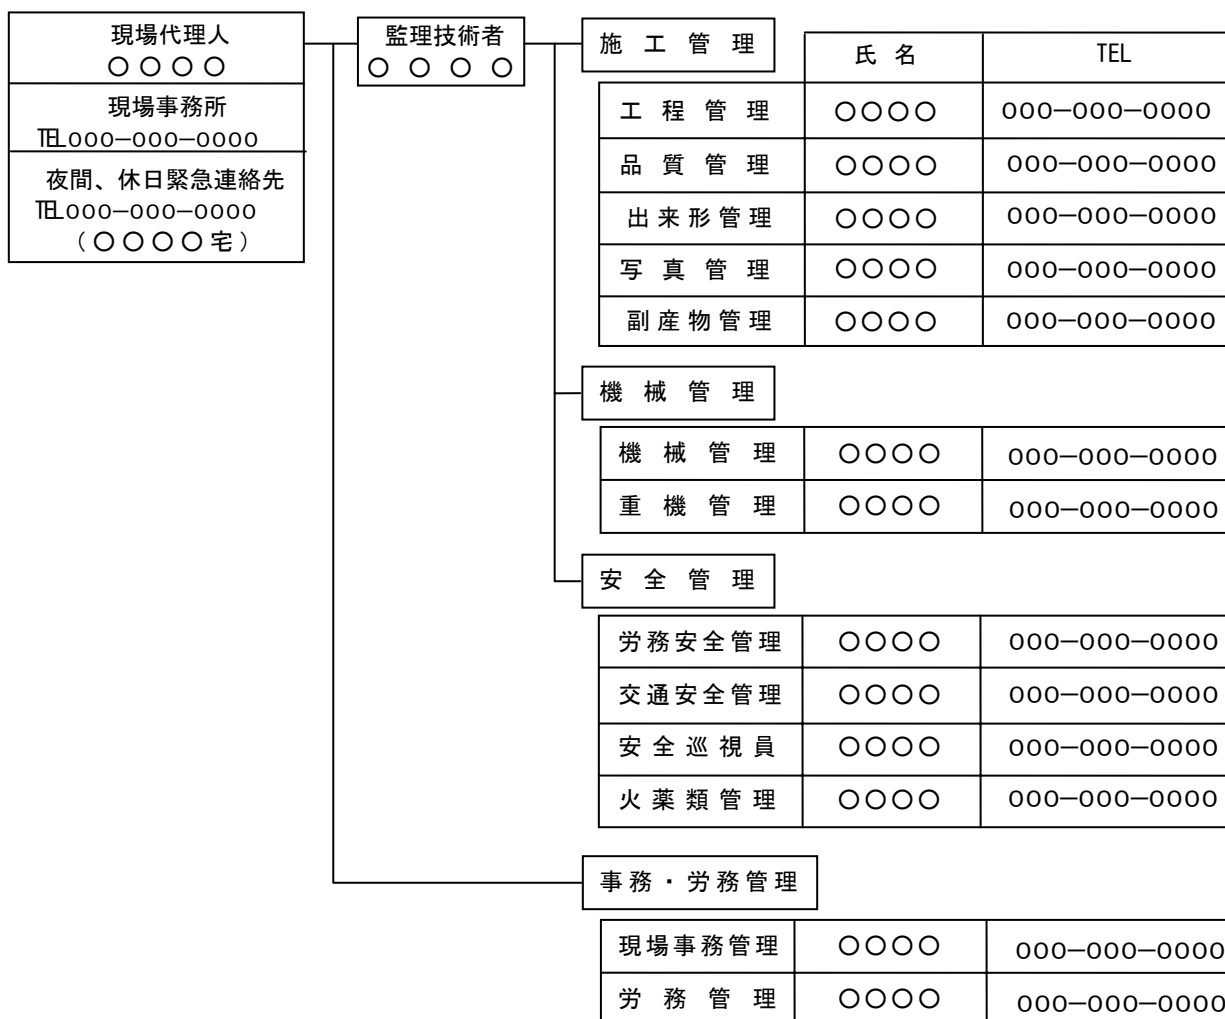 現場代理人
○○○○
現場事務所
TEL000-000-0000
夜間、休日緊急連絡先
TEL000-000-0000
(○○○○宅)
監理技術者
○○○○
施工管理
氏名 TEL
工程管理 ○○○○ 000-000-0000
品質管理 ○○○○ 000-000-0000
出来形管理 ○○○○ 000-000-0000
写真管理 ○○○○ 000-000-0000
副産物管理 ○○○○ 000-000-0000
機械管理
機械管理 ○○○○ 000-000-0000
重機管理 ○○○○ 000-000-0000
安全管理
労務安全管理 ○○○○ 000-000-0000
交通安全管理 ○○○○ 000-000-0000
安全巡視員 ○○○○ 000-000-0000
火薬類管理 ○○○○ 000-000-0000
事務・労務管理
現場事務管理 ○○○○ 000-000-0000
労務管理 ○○○○ 000-000-0000